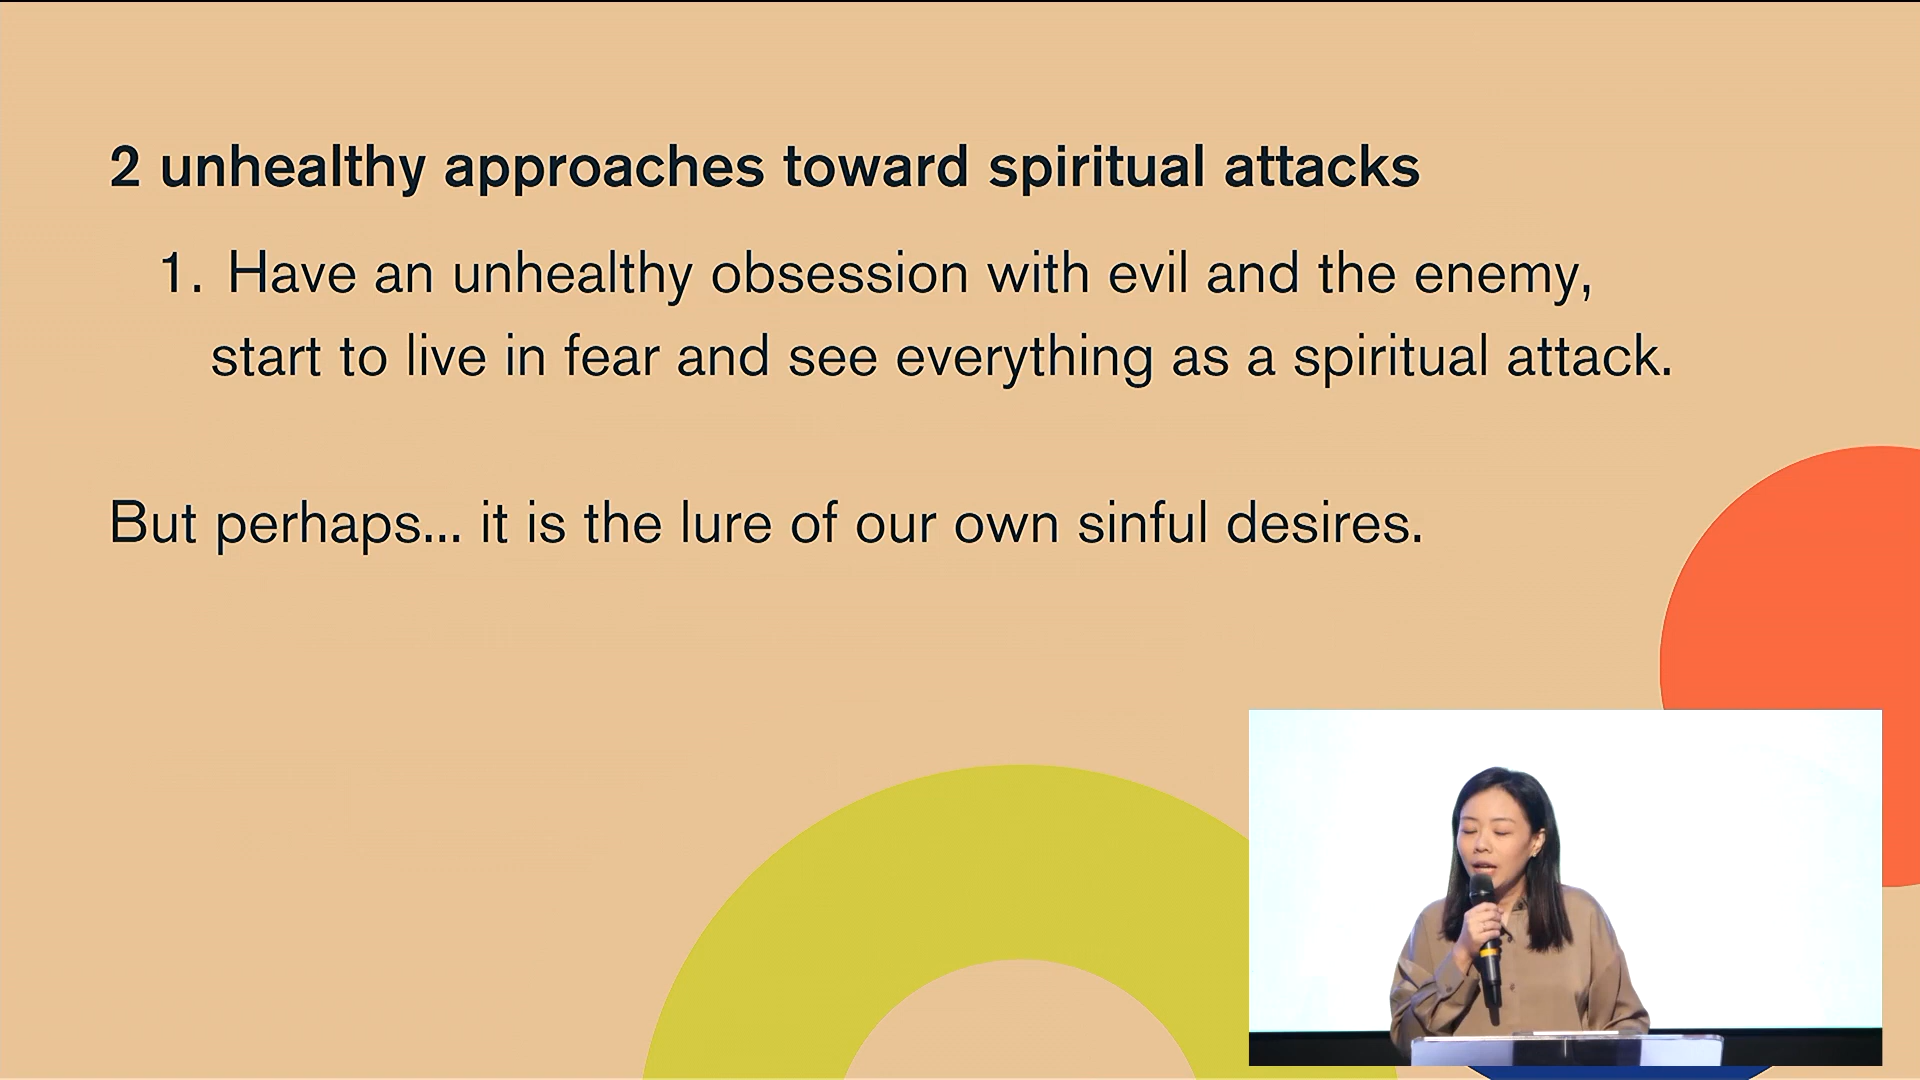 2 unhealthy approaches toward spiritual attacks
1. Have an unhealthy obsession with evil and the enemy,
start to live in fear and see everything as a spiritual attack.
But perhaps... it is the lure of our own sinful desires.